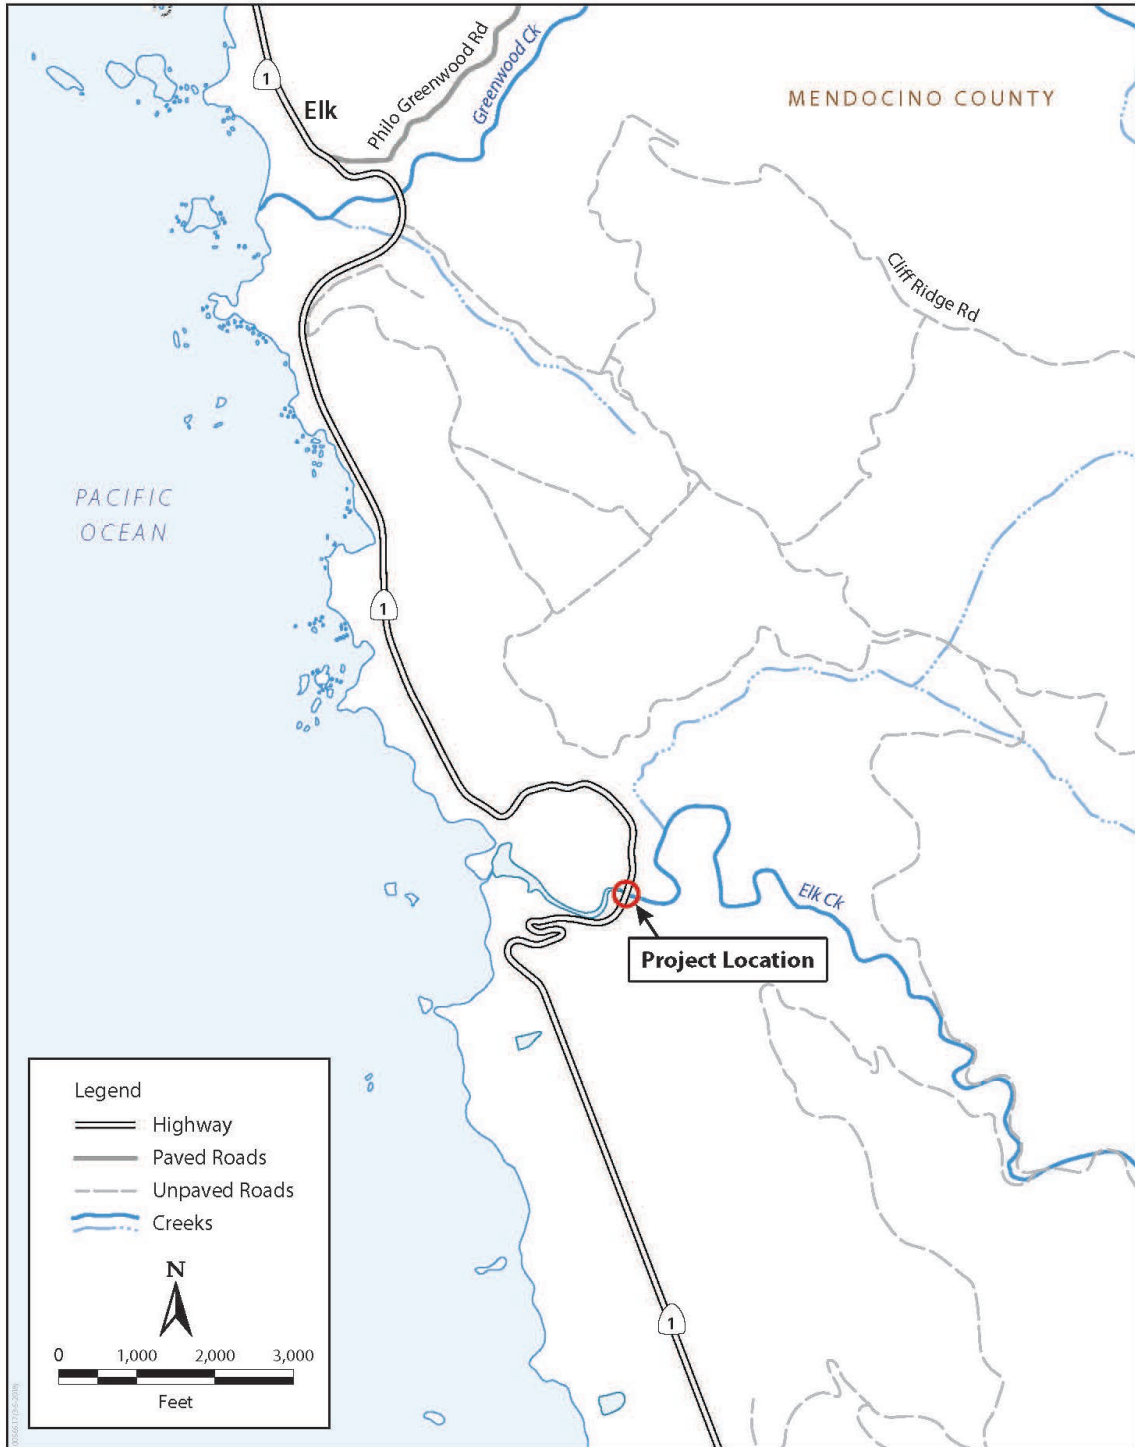 1
Elk
Philo Greenwood Rd
Greenwood Ck
MENDOCINO COUNTY
Cliff Ridge Rd
PACIFIC
OCEAN
1
Elk Ck
Project Location
Legend
Highway
Paved Roads
Unpaved Roads
Creeks
N
0 1,000 2,000 3,000
Feet
1